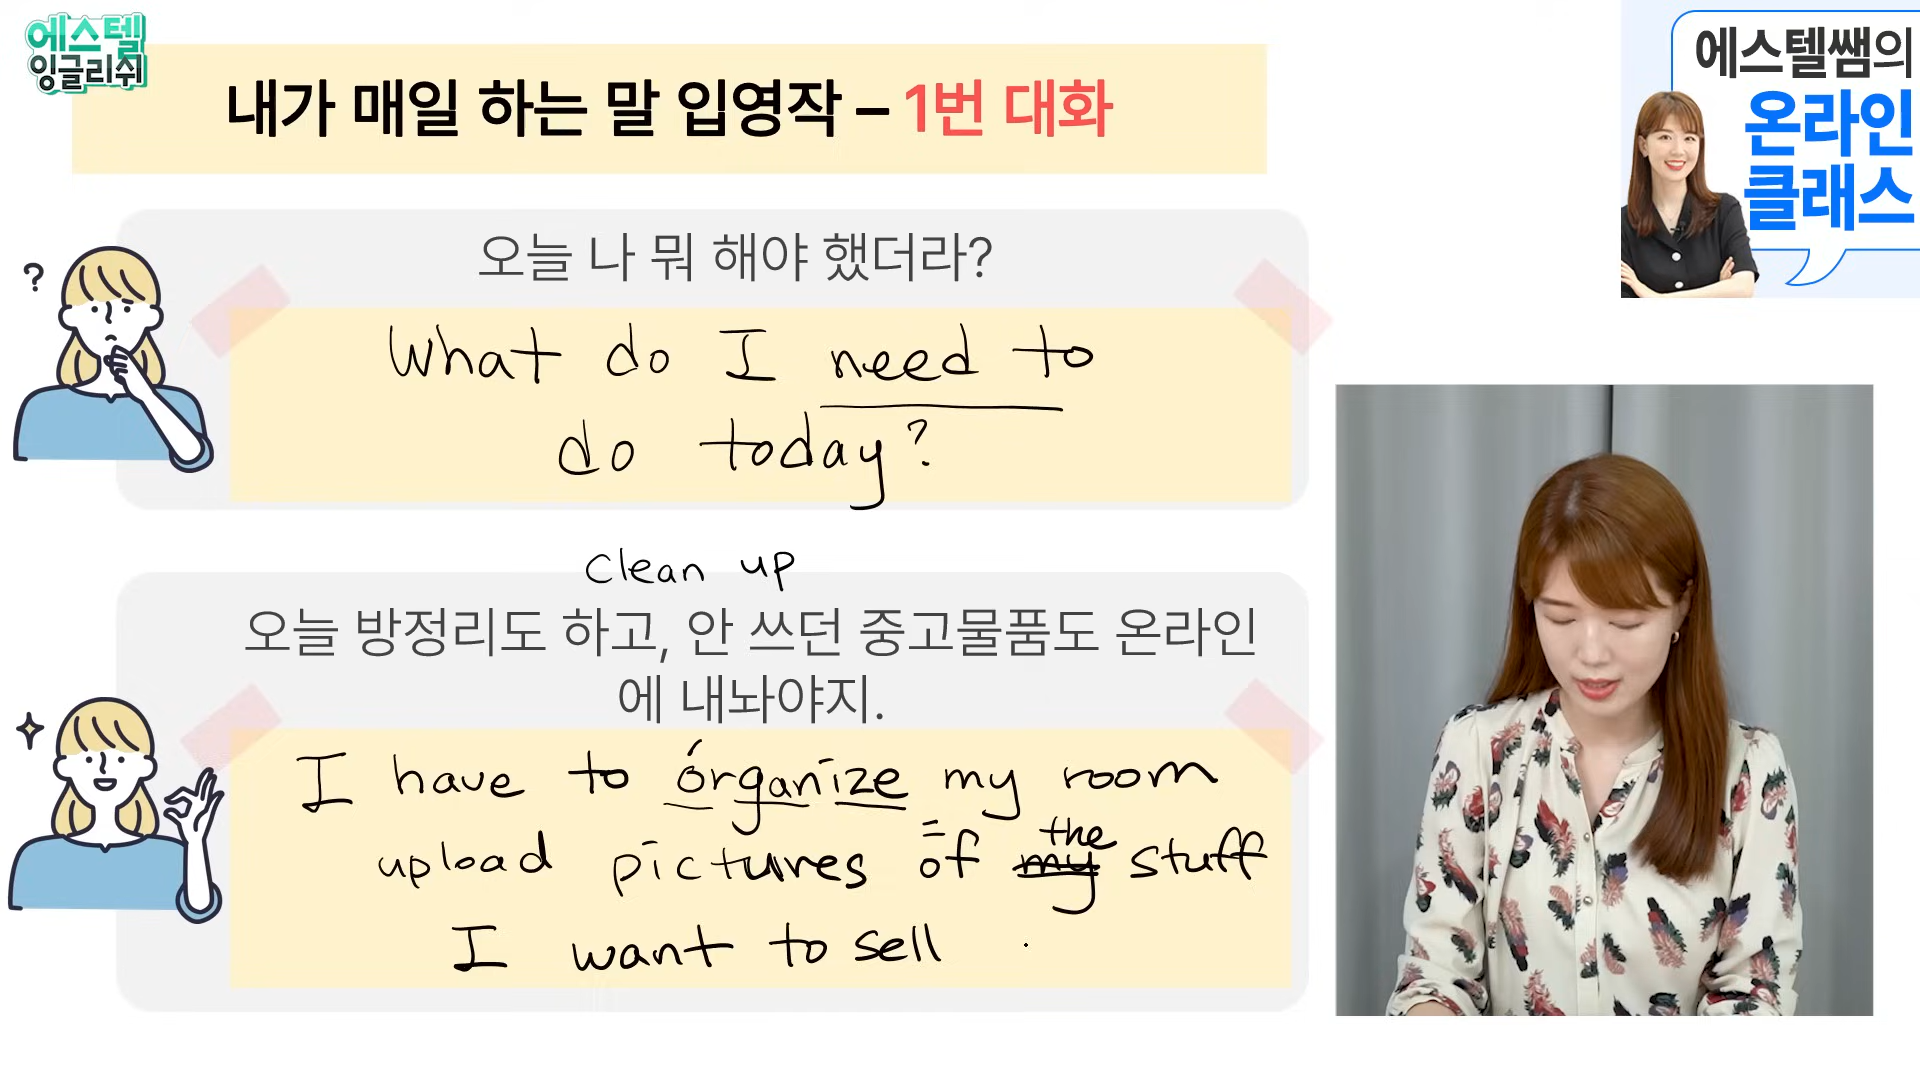 에스텔
잉글리쉬
에스텔쌤의
온라인
클래스
내가 매일 하는 말 입영작 – 1번 대화
?
오늘 나 뭐 해야 했더라?
What do I need to
do today?
clean up
오늘 방정리도 하고, 안 쓰던 중고물품도 온라인
에 내놔야지.
I have to organize my room
upload pictures of my the stuff
I want to sell .